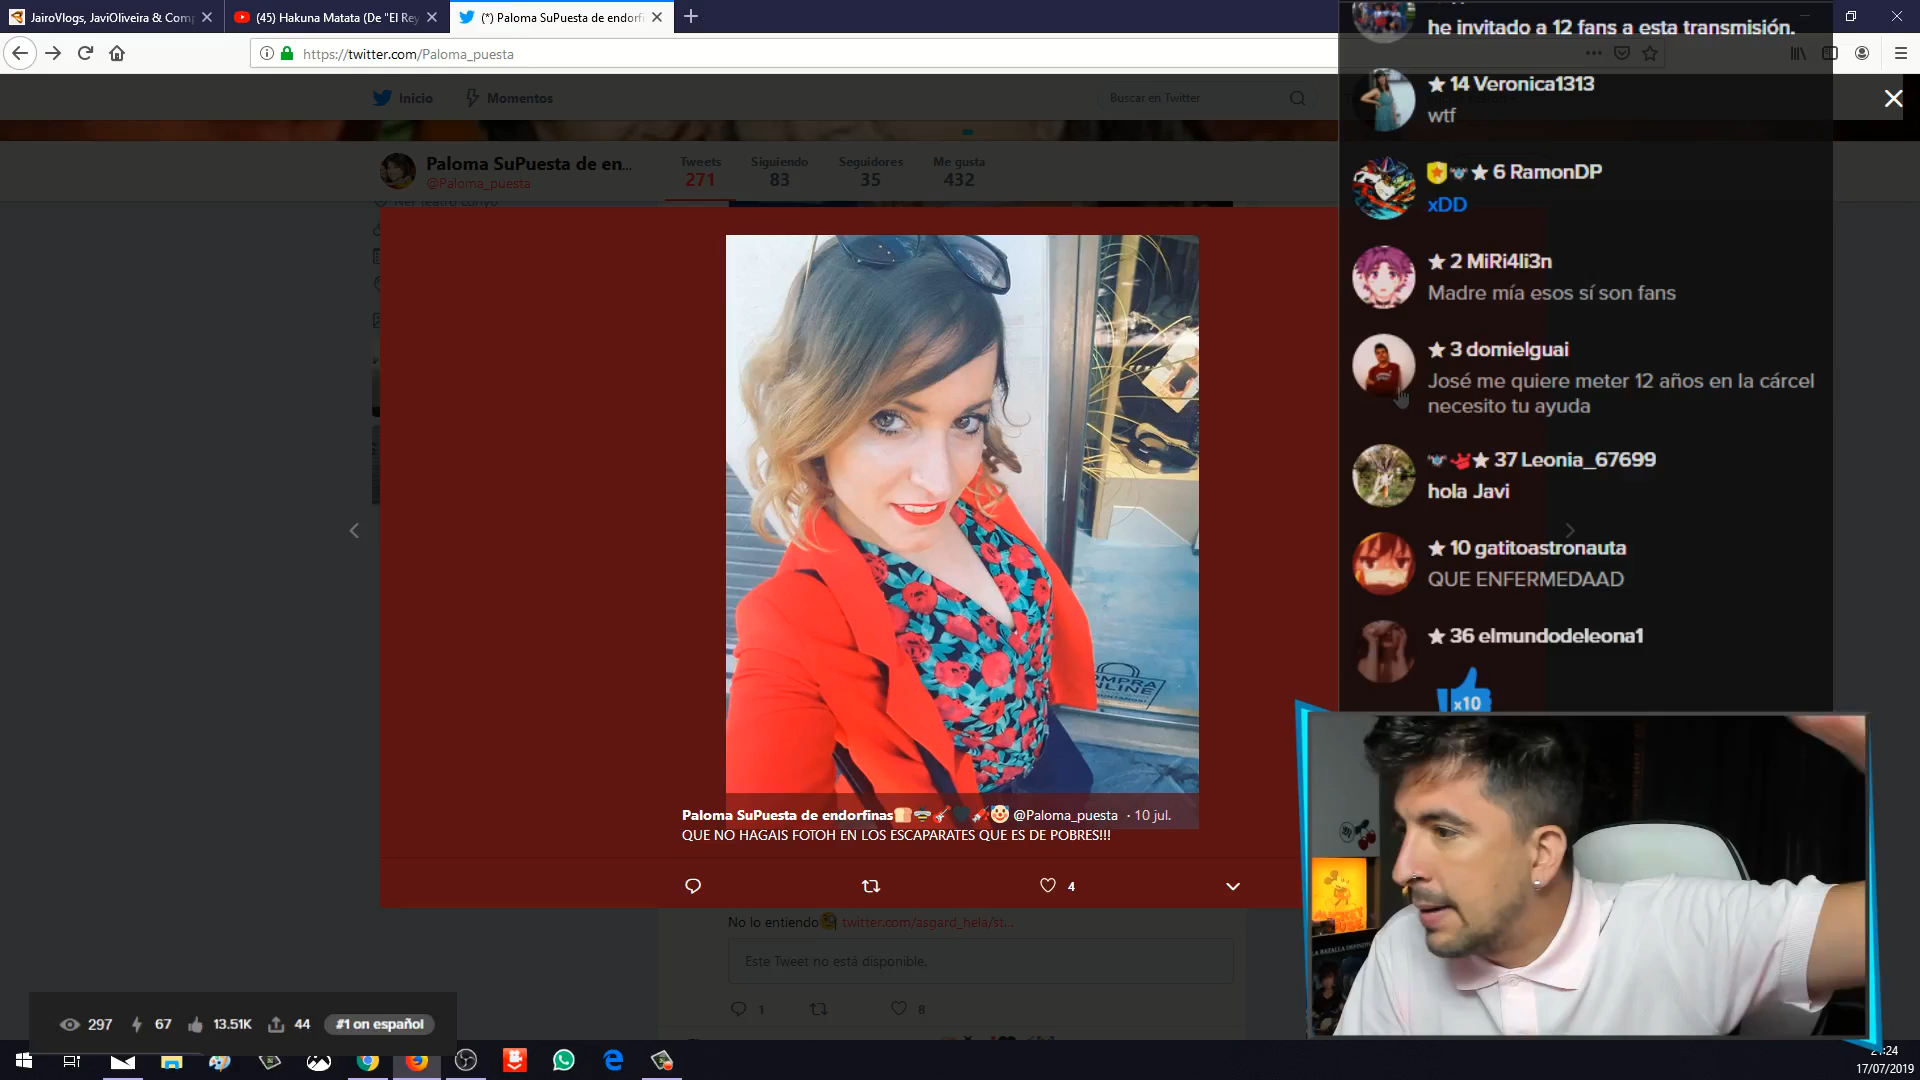 JairoVlogs, JaviOliveira & Comp
(45) Hakuna Matata (De "El Rey
(*) Paloma SuPuesta de endorfi
https://twitter.com/Paloma_puesta
Inicio
Momentos
Buscar en Twitter
Paloma SuPuesta de en...
@Paloma_puesta
Tweets
271
Siguiendo
83
Seguidores
35
Me gusta
432
COMPRA
ONLINE
Paloma SuPuesta de endorfinas🍞🐝🎸🖤🚀🤡 @Paloma_puesta · 10 jul.
QUE NO HAGAIS FOTOH EN LOS ESCAPARATES QUE ES DE POBRES!!!
4
No lo entiendo🧐 twitter.com/asgard_hela/st...
Este Tweet no está disponible.
1
8
he invitado a 12 fans a esta transmisión.
★ 14 Veronica1313
wtf
★ 6 RamonDP
xDD
★ 2 MiRi4li3n
Madre mía esos sí son fans
★ 3 domielguai
José me quiere meter 12 años en la cárcel
necesito tu ayuda
★ 37 Leonia_67699
hola Javi
★ 10 gatitoastronauta
QUE ENFERMEDAAD
★ 36 elmundodeleona1
x10
297
67
13.51K
44
#1 on español
21:24
17/07/2019